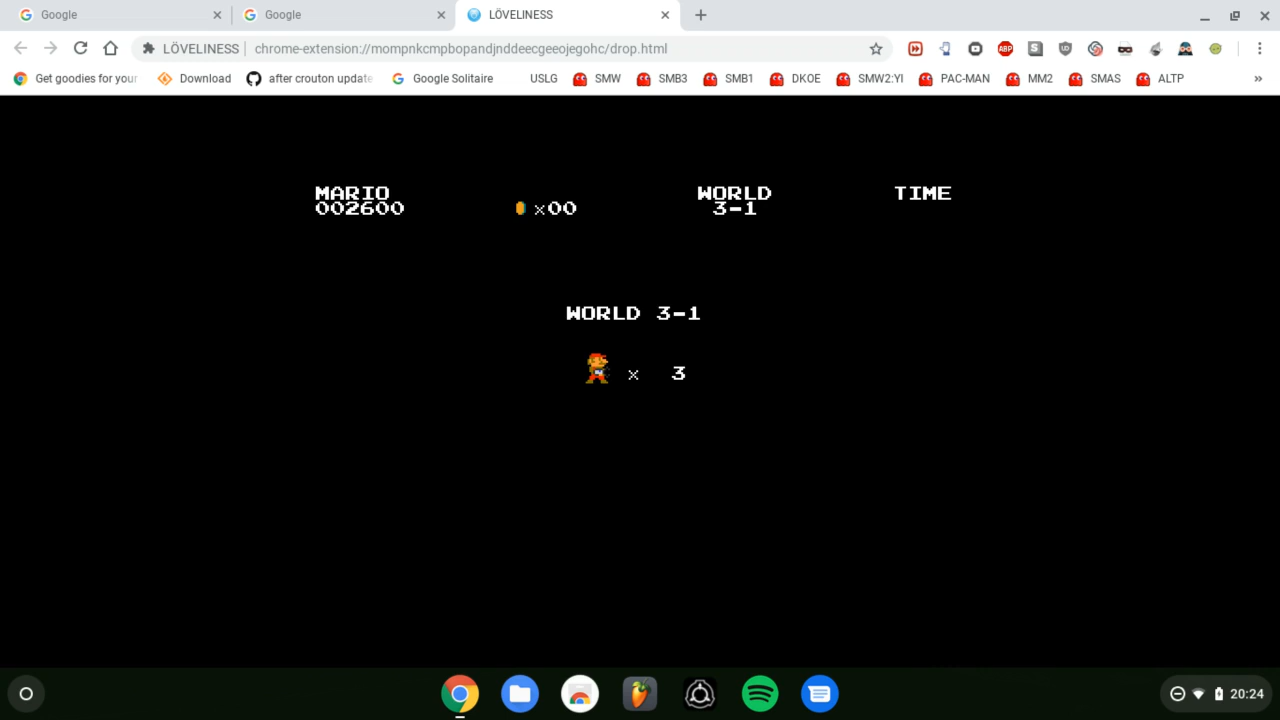 Google
Google
LÖVELINESS
LÖVELINESS
chrome-extension://mompnkcmpbopandjnddeecgeeojegohc/drop.html
ABP
S
Get goodies for your
Download
after crouton update
Google Solitaire
USLG
SMW
SMB3
SMB1
DKOE
SMW2:YI
PAC-MAN
MM2
SMAS
ALTP
»
MARIO
WORLD
TIME
002600
x00
3-1
WORLD 3-1
x 3
20:24